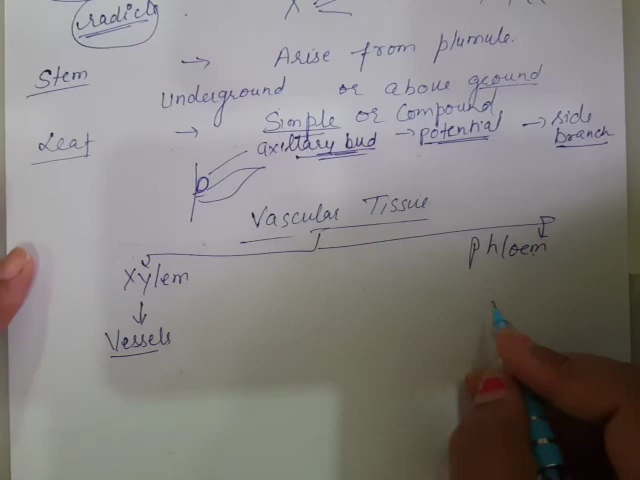 radicle
Stem → Arise from plumule.
Underground or above ground
Leaf → Simple or Compound
axiltary bud → potential → side branch
Vascular Tissue
Xylem Phloem
↓
Vessels